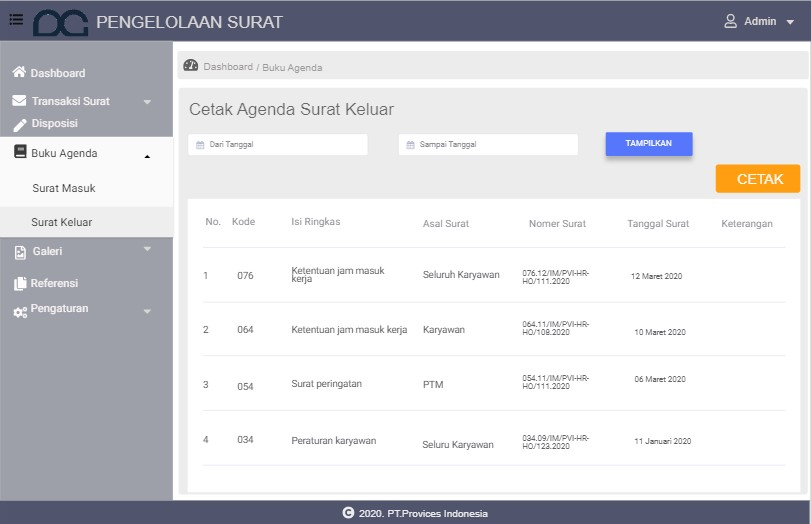 PENGELOLAAN SURAT
Admin
Dashboard
Transaksi Surat
Disposisi
Buku Agenda
Surat Masuk
Surat Keluar
Galeri
Referensi
Pengaturan
Dashboard / Buku Agenda
Cetak Agenda Surat Keluar
Dari Tanggal
Sampai Tanggal
TAMPILKAN
CETAK
No. Kode Isi Ringkas Asal Surat Nomer Surat Tanggal Surat Keterangan
1 076 Ketentuan jam masuk
kerja
Seluruh Karyawan
076.12/IM/PVI-HR-
HO/111.2020
12 Maret 2020
2 064 Ketentuan jam masuk kerja Karyawan
064.11/IM/PVI-HR-
HO/108.2020
10 Maret 2020
3 054 Surat peringatan PTM
054.11/IM/PVI-HR-
HO/111.2020
06 Maret 2020
4 034 Peraturan karyawan Seluru Karyawan
034.09/IM/PVI-HR-
HO/123.2020
11 Januari 2020
2020. PT.Provices Indonesia